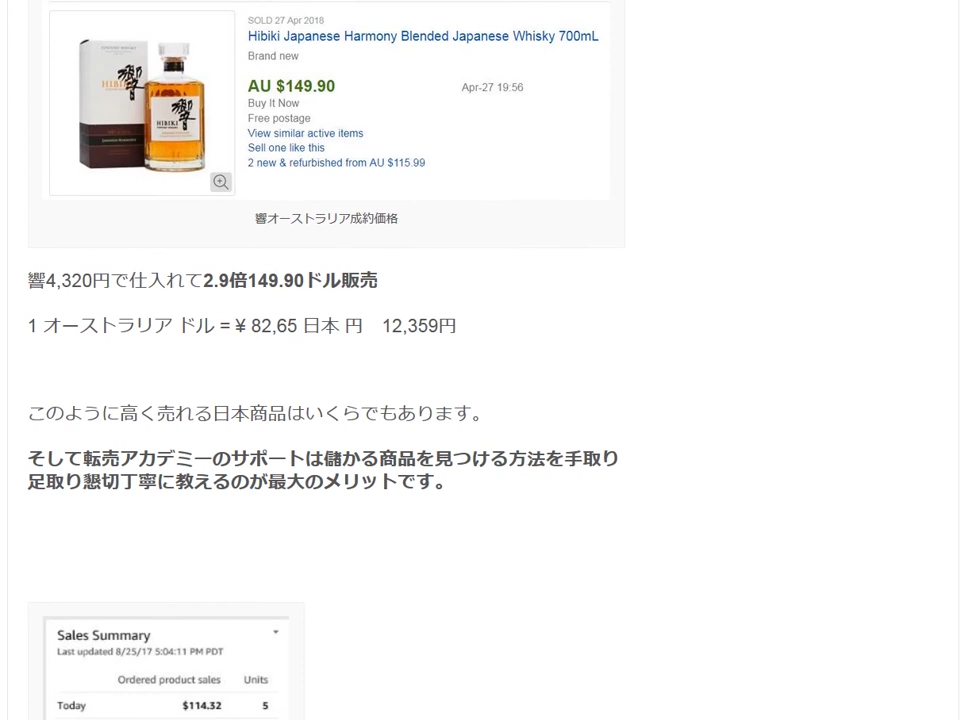 SOLD 27 Apr 2018
Hibiki Japanese Harmony Blended Japanese Whisky 700mL
Brand new
AU $149.90 Apr-27 19:56
Buy It Now
Free postage
View similar active items
Sell one like this
2 new & refurbished from AU $115.99
響
HIBIKI
響
HIBIKI
響オーストラリア成約価格
響4,320円で仕入れて2.9倍149.90ドル販売
1 オーストラリア ドル = ¥ 82,65 日本 円　12,359円
このように高く売れる日本商品はいくらでもあります。
そして転売アカデミーのサポートは儲かる商品を見つける方法を手取り
足取り懇切丁寧に教えるのが最大のメリットです。
Sales Summary
Last updated 8/25/17 5:04:11 PM PDT
Ordered product sales Units
Today $114.32 5